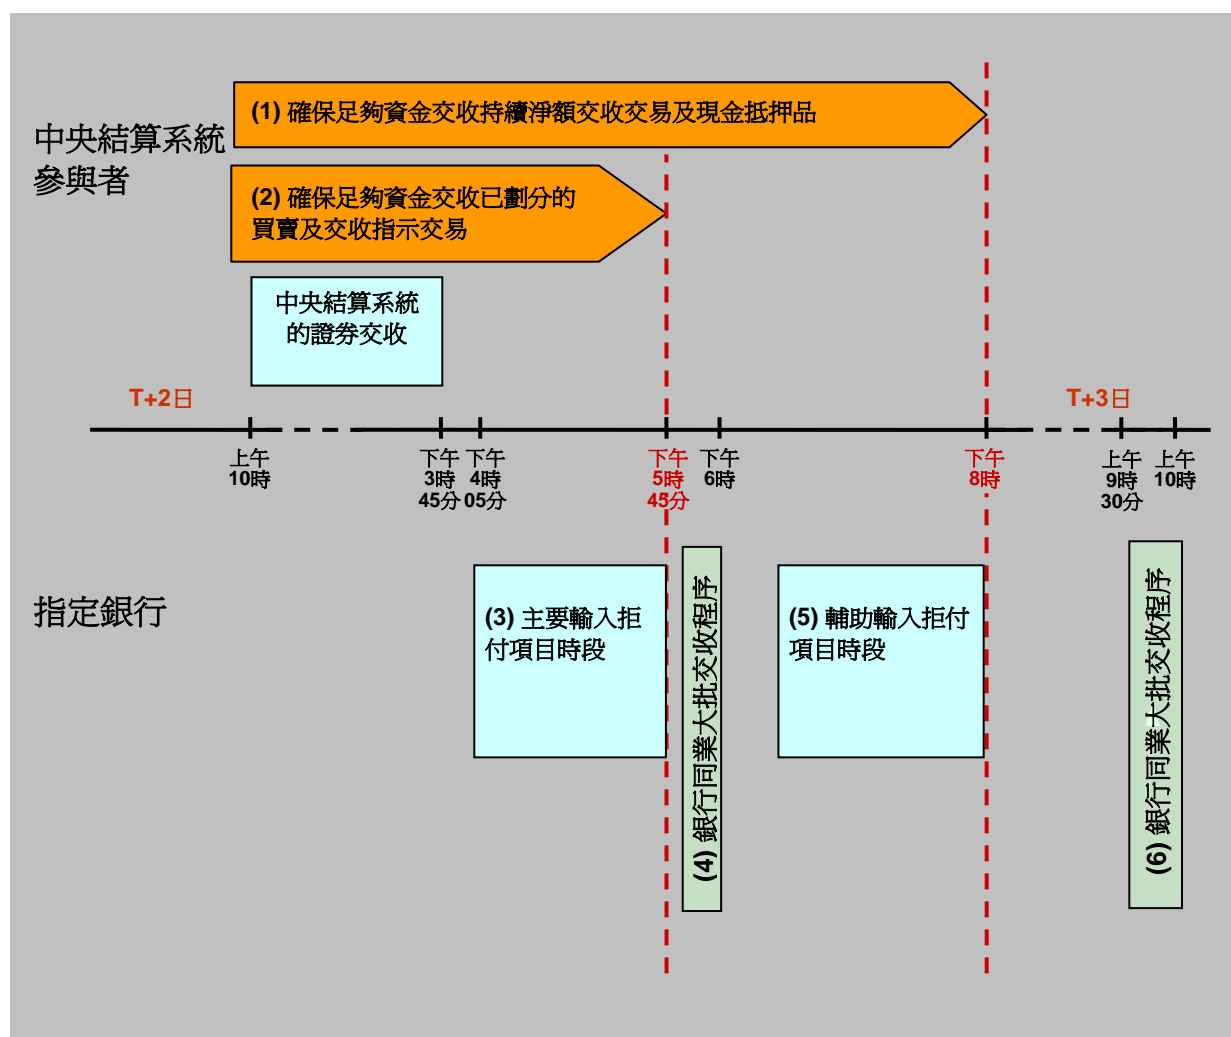 (1) 確保足夠資金交收持續淨額交收交易及現金抵押品
中央結算系統
參與者
(2) 確保足夠資金交收已劃分的
買賣及交收指示交易
中央結算系統
的證券交收
T+2日
T+3日
上午
10時
下午
3時
45分
下午
4時
05分
下午
5時
45分
下午
6時
下午
8時
上午
9時
30分
上午
10時
指定銀行
(3) 主要輸入拒
付項目時段
(4) 銀行同業大批交收程序
(5) 輔助輸入拒付
項目時段
(6) 銀行同業大批交收程序